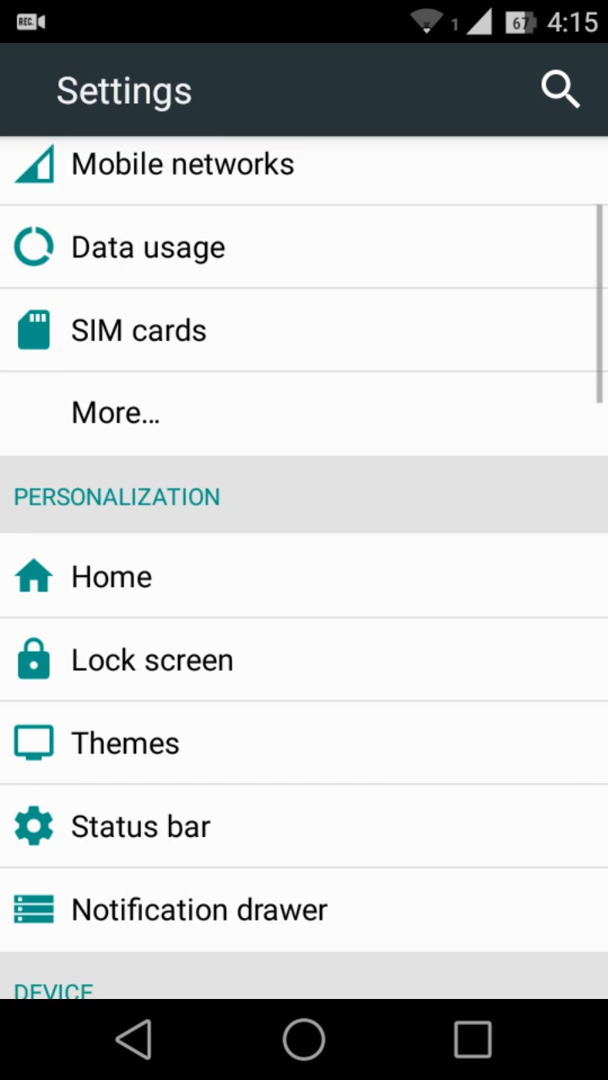 REC 1 67 4:15
Settings
Mobile networks
Data usage
SIM cards
More...
PERSONALIZATION
Home
Lock screen
Themes
Status bar
Notification drawer
DEVICE